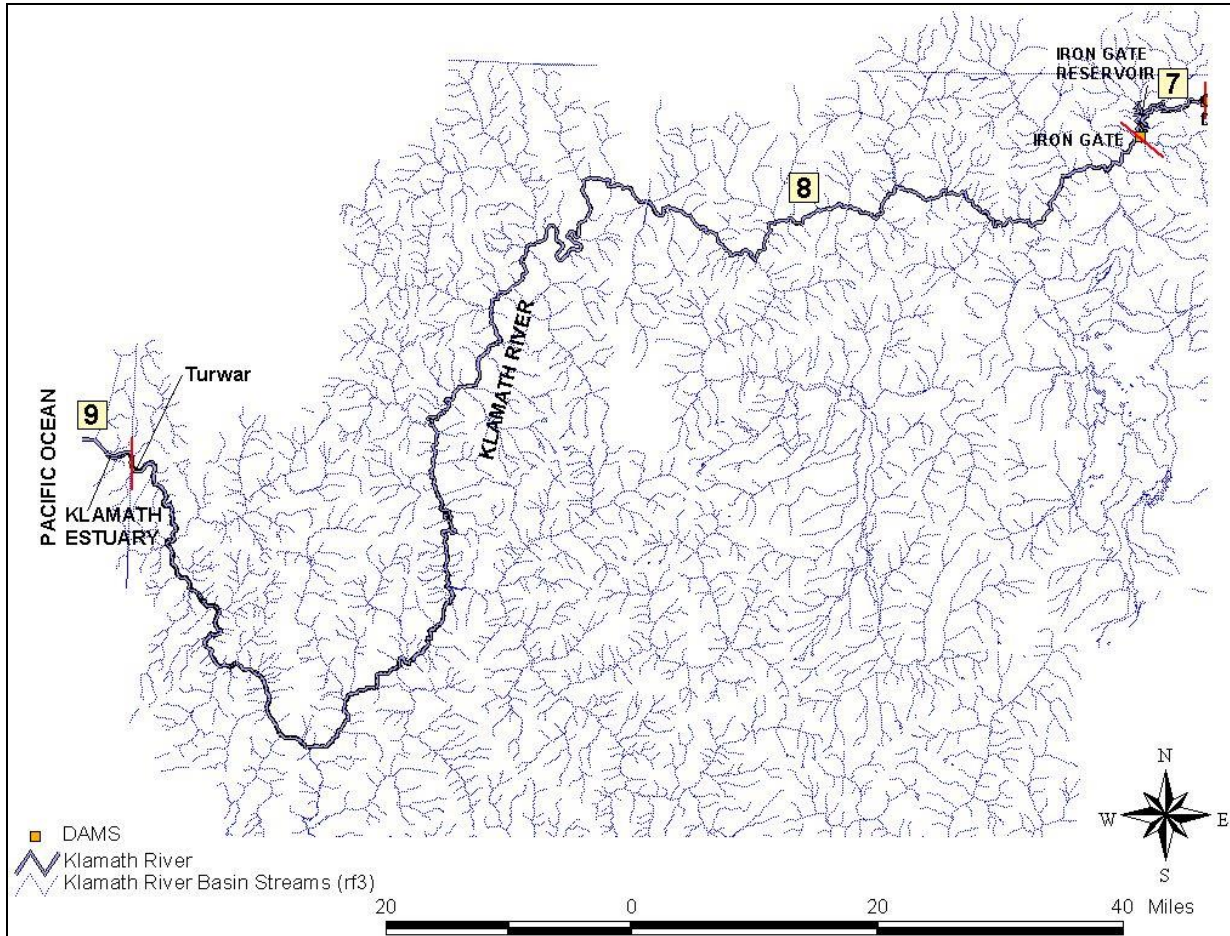 IRON GATE
RESERVOIR
7
IRON GATE
8
KLAMATH RIVER
Turwar
9
PACIFIC OCEAN
KLAMATH
ESTUARY
N
W
E
S
DAMS
Klamath River
Klamath River Basin Streams (rf3)
20
0
20
40
Miles